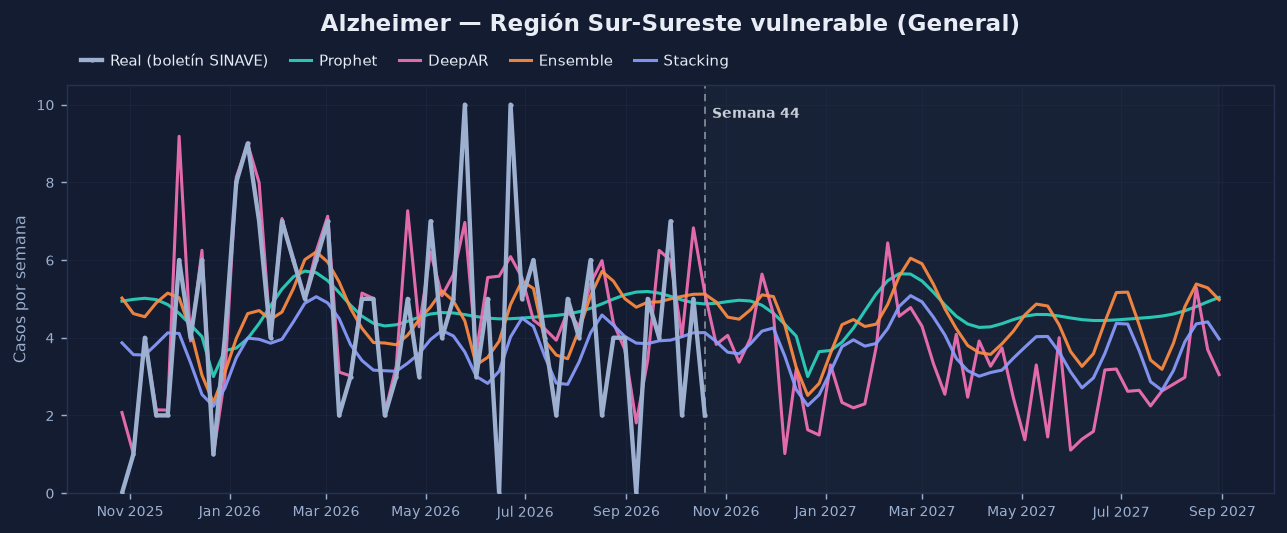 Alzheimer — Región Sur-Sureste vulnerable (General)
Real (boletín SINAVE) Prophet DeepAR Ensemble Stacking
Semana 44
Casos por semana
10
8
6
4
2
0
Nov 2025 Jan 2026 Mar 2026 May 2026 Jul 2026 Sep 2026 Nov 2026 Jan 2027 Mar 2027 May 2027 Jul 2027 Sep 2027